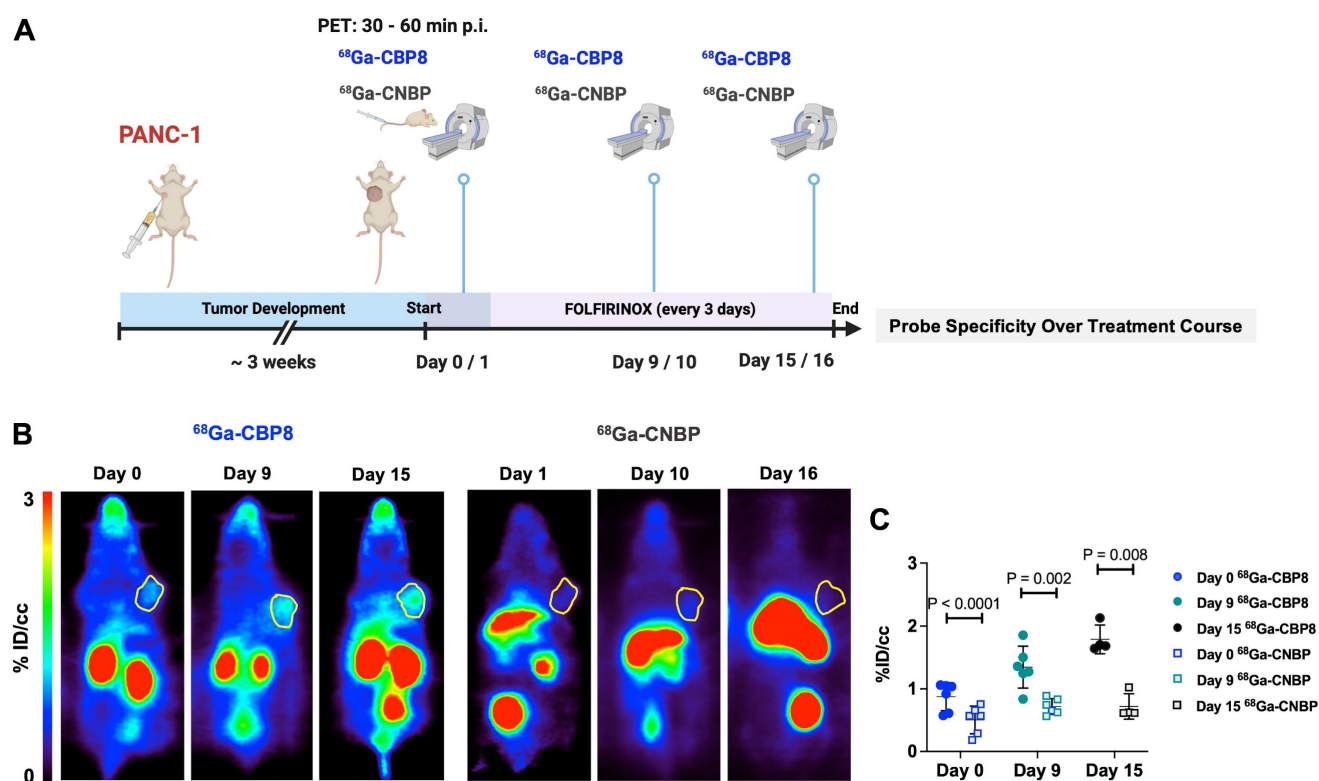 A
PET: 30 - 60 min p.i.
⁶⁸Ga-CBP8
⁶⁸Ga-CBP8
⁶⁸Ga-CBP8
⁶⁸Ga-CNBP
⁶⁸Ga-CNBP
⁶⁸Ga-CNBP
PANC-1
Tumor Development
Start
FOLFIRINOX (every 3 days)
End
Probe Specificity Over Treatment Course
~ 3 weeks
Day 0 / 1
Day 9 / 10
Day 15 / 16
B
⁶⁸Ga-CBP8
⁶⁸Ga-CNBP
Day 0
Day 9
Day 15
Day 1
Day 10
Day 16
3
% ID/cc
0
C
%ID/cc
3
2
1
0
P < 0.0001
P = 0.002
P = 0.008
Day 0
Day 9
Day 15
Day 0 ⁶⁸Ga-CBP8
Day 9 ⁶⁸Ga-CBP8
Day 15 ⁶⁸Ga-CBP8
Day 0 ⁶⁸Ga-CNBP
Day 9 ⁶⁸Ga-CNBP
Day 15 ⁶⁸Ga-CNBP